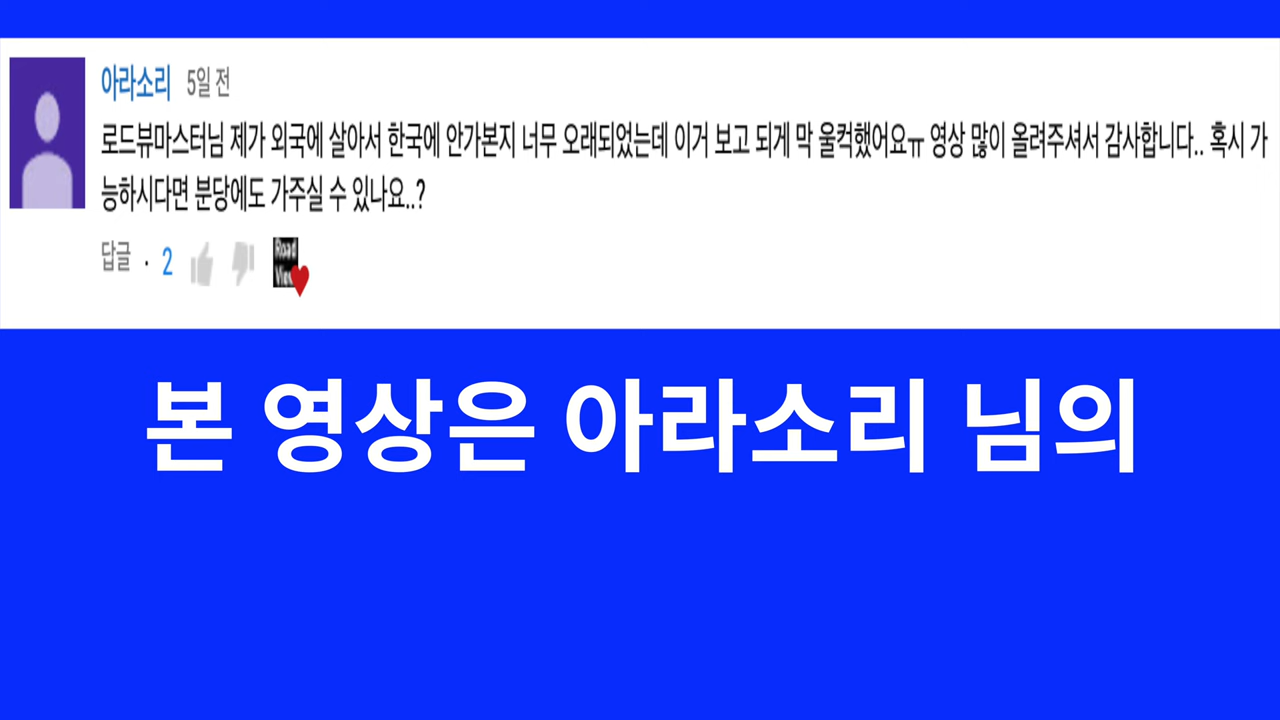 아라소리 5일 전
로드뷰마스터님 제가 외국에 살아서 한국에 안가본지 너무 오래되었는데 이거 보고 되게 막 울컥했어요ㅠ 영상 많이 올려주셔서 감사합니다.. 혹시 가
능하시다면 분당에도 가주실 수 있나요..?
답글 · 2
Road
View
본 영상은 아라소리 님의